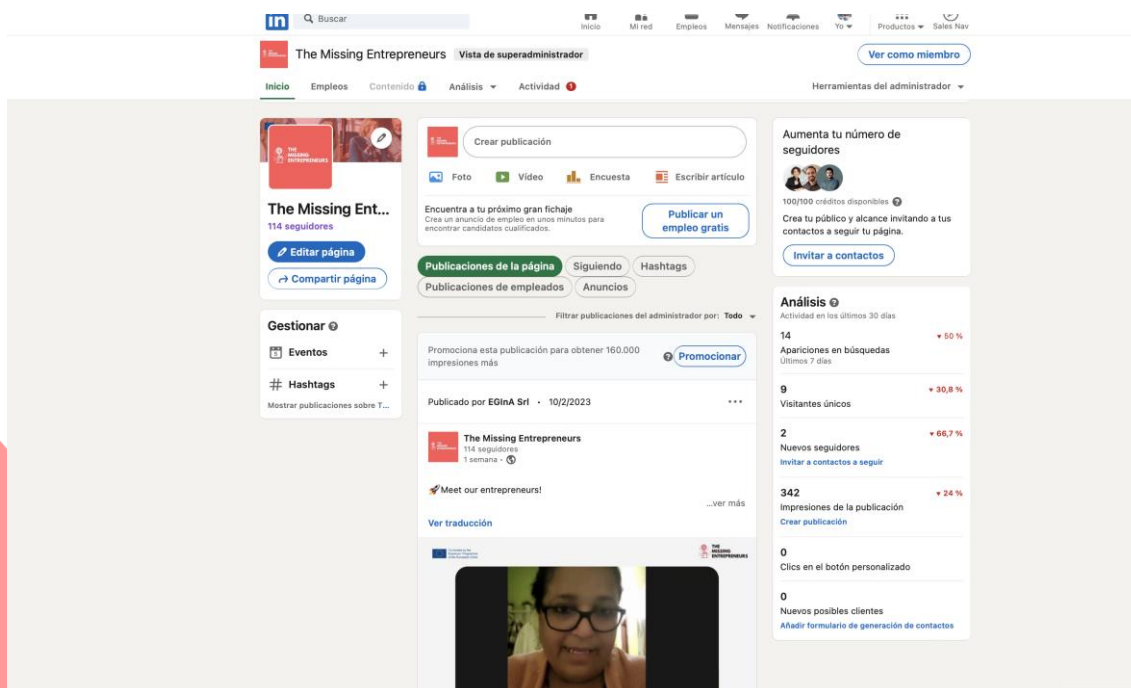 in
Buscar
Inicio
Mi red
Empleos
Mensajes
Notificaciones
Yo
Productos
Sales Nav
The Missing Entrepreneurs
Vista de superadministrador
Ver como miembro
Inicio
Empleos
Contenido
Análisis
Actividad 1
Herramientas del administrador
THE
MISSING
ENTREPRENEURS
The Missing Ent...
114 seguidores
Editar página
Compartir página
Gestionar
Eventos +
Hashtags +
Mostrar publicaciones sobre T...
Crear publicación
Foto
Vídeo
Encuesta
Escribir artículo
Encuentra a tu próximo gran fichaje
Crea un anuncio de empleo en unos minutos para
encontrar candidatos cualificados.
Publicar un
empleo gratis
Publicaciones de la página
Siguiendo
Hashtags
Publicaciones de empleados
Anuncios
Filtrar publicaciones del administrador por: Todo
Promociona esta publicación para obtener 160.000
impresiones más
Promocionar
Publicado por EGInA Srl • 10/2/2023
The Missing Entrepreneurs
114 seguidores
1 semana •
🚀Meet our entrepreneurs!
...ver más
Ver traducción
THE
MISSING
ENTREPRENEURS
Aumenta tu número de
seguidores
100/100 créditos disponibles
Crea tu público y alcance invitando a tus
contactos a seguir tu página.
Invitar a contactos
Análisis
Actividad en los últimos 30 días
14 ▾ 50 %
Apariciones en búsquedas
Últimos 7 días
9 ▾ 30,8 %
Visitantes únicos
2 ▾ 66,7 %
Nuevos seguidores
Invitar a contactos a seguir
342 ▾ 24 %
Impresiones de la publicación
Crear publicación
0
Clics en el botón personalizado
0
Nuevos posibles clientes
Añadir formulario de generación de contactos